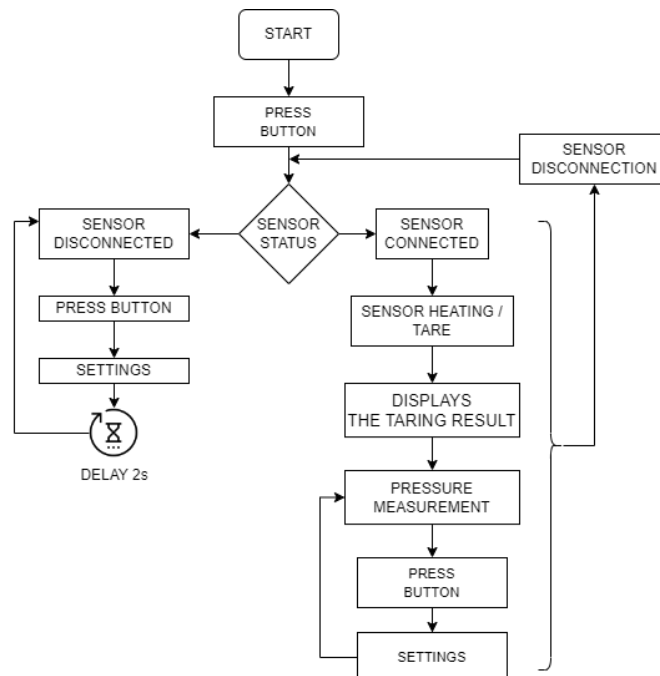 START
PRESS
BUTTON
SENSOR
DISCONNECTION
SENSOR
DISCONNECTED
SENSOR
STATUS
SENSOR
CONNECTED
PRESS BUTTON
SENSOR HEATING /
TARE
SETTINGS
DISPLAYS
THE TARING RESULT
DELAY 2s
PRESSURE
MEASUREMENT
PRESS
BUTTON
SETTINGS